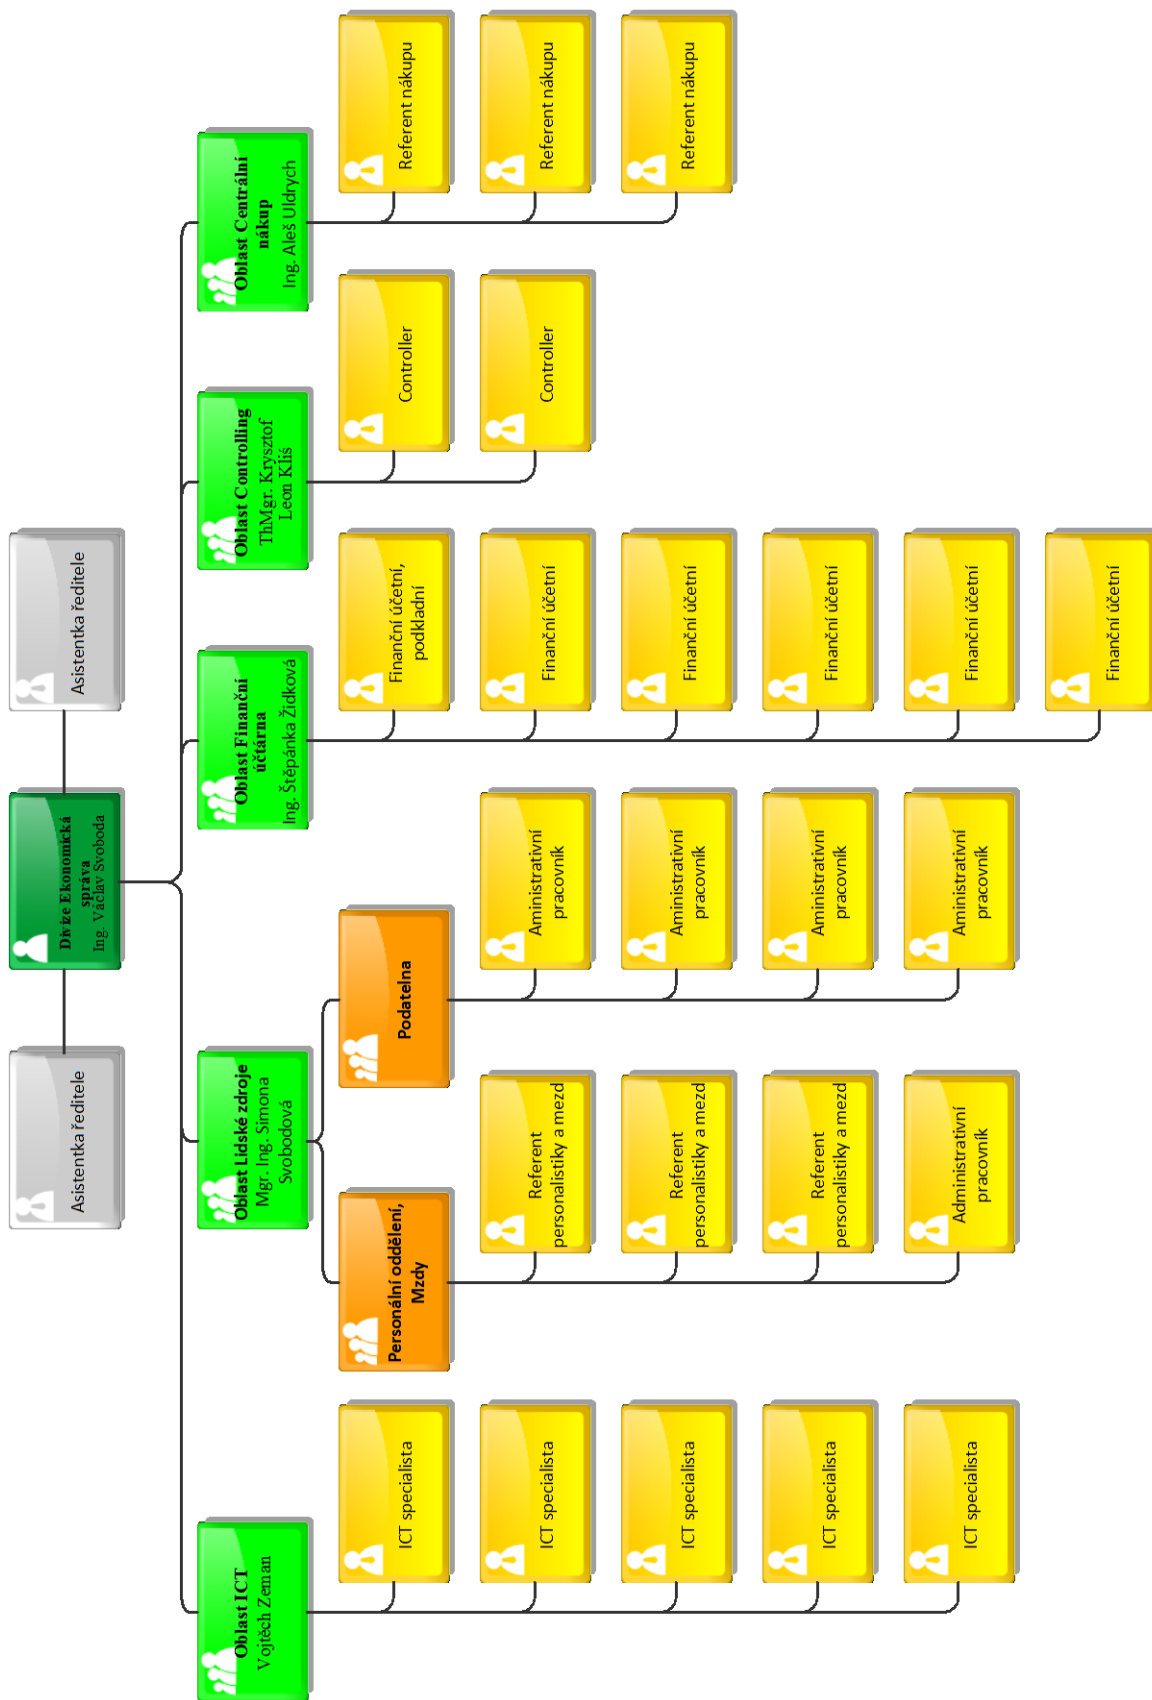 Asistentka ředitele
Divize Ekonomická
správa
Ing. Václav Svoboda
Asistentka ředitele
Oblast ICT
Vojtěch Zeman
Oblast Lidské zdroje
Mgr. Ing. Simona
Svobodová
Oblast Finanční
účtárna
Ing. Štěpánka Židková
Oblast Controlling
ThMgr. Krysztof
Leon Kliś
Oblast Centrální
nákup
Ing. Aleš Uldrych
ICT specialista
Personální oddělení,
Mzdy
Podatelna
Finanční účetní,
podkladní
Controller
Referent nákupu
ICT specialista
Referent
personalistiky a mezd
Aministrativní
pracovník
Finanční účetní
Controller
Referent nákupu
ICT specialista
Referent
personalistiky a mezd
Aministrativní
pracovník
Finanční účetní
Referent nákupu
ICT specialista
Referent
personalistiky a mezd
Aministrativní
pracovník
Finanční účetní
ICT specialista
Administrativní
pracovník
Aministrativní
pracovník
Finanční účetní
Finanční účetní